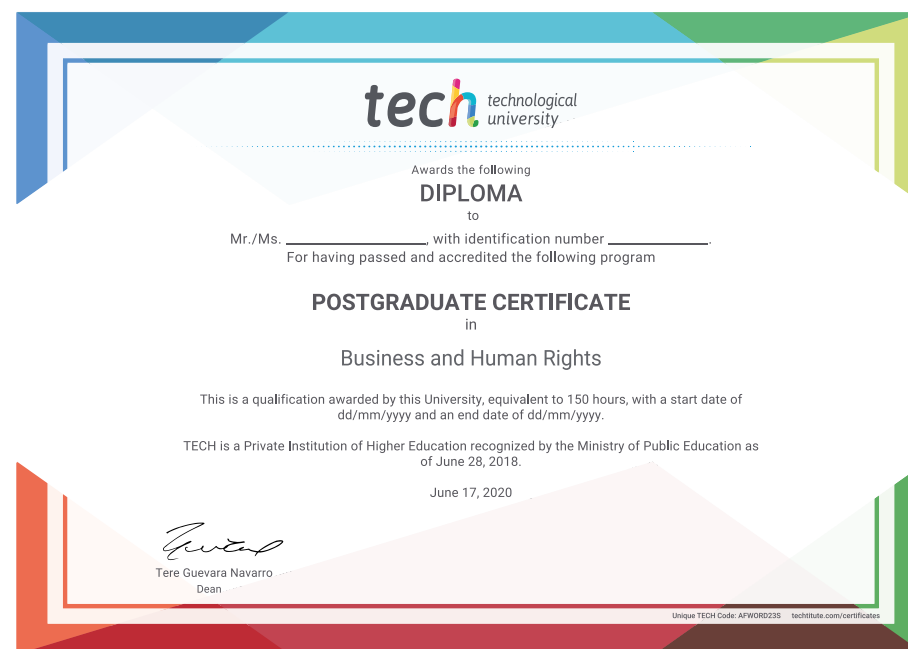 tech technological
university
Awards the following
DIPLOMA
to
Mr./Ms. ____________, with identification number ____________.
For having passed and accredited the following program
POSTGRADUATE CERTIFICATE
in
Business and Human Rights
This is a qualification awarded by this University, equivalent to 150 hours, with a start date of
dd/mm/yyyy and an end date of dd/mm/yyyy.
TECH is a Private Institution of Higher Education recognized by the Ministry of Public Education as
of June 28, 2018.
June 17, 2020
Tere Guevara Navarro
Dean
Unique TECH Code: AFWORD23S techtitute.com/certificates